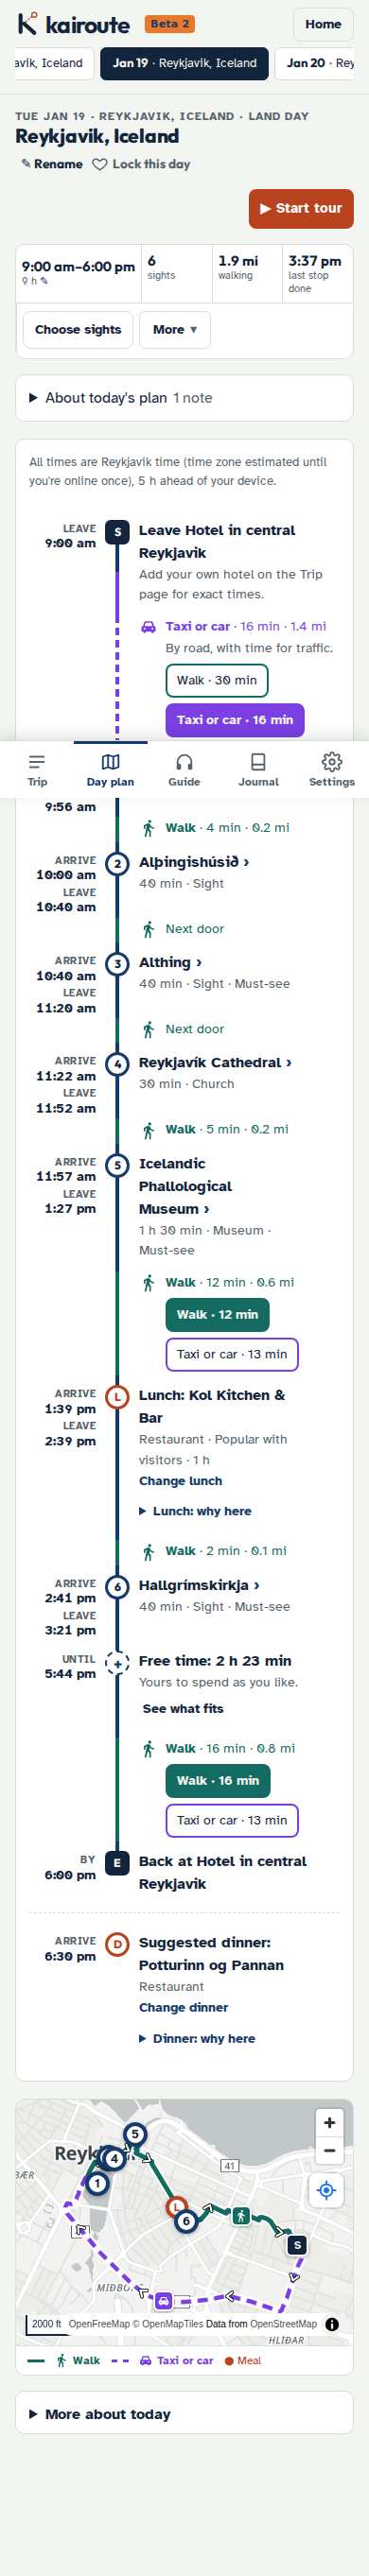 kairoute Beta 2 Home
avik, Iceland Jan 19 · Reykjavik, Iceland Jan 20 · Rey
TUE JAN 19 · REYKJAVIK, ICELAND · LAND DAY
Reykjavik, Iceland
✎ Rename Lock this day
▶ Start tour
9:00 am–6:00 pm 6 1.9 mi 3:37 pm
9 h ✎ sights walking last stop
done
Choose sights More ▾
▶ About today's plan 1 note
All times are Reykjavik time (time zone estimated until
you're online once), 5 h ahead of your device.
LEAVE
9:00 am
S
Leave Hotel in central
Reykjavik
Add your own hotel on the Trip
page for exact times.
Taxi or car · 16 min · 1.4 mi
By road, with time for traffic.
Walk · 30 min
Taxi or car · 16 min
Trip Day plan Guide Journal Settings
9:56 am
Walk · 4 min · 0.2 mi
ARRIVE
10:00 am
LEAVE
10:40 am
2
Alþingishúsið ›
40 min · Sight
Next door
ARRIVE
10:40 am
LEAVE
11:20 am
3
Althing ›
40 min · Sight · Must-see
Next door
ARRIVE
11:22 am
LEAVE
11:52 am
4
Reykjavík Cathedral ›
30 min · Church
Walk · 5 min · 0.2 mi
ARRIVE
11:57 am
LEAVE
1:27 pm
5
Icelandic
Phallological
Museum ›
1 h 30 min · Museum ·
Must-see
Walk · 12 min · 0.6 mi
Walk · 12 min
Taxi or car · 13 min
ARRIVE
1:39 pm
LEAVE
2:39 pm
L
Lunch: Kol Kitchen &
Bar
Restaurant · Popular with
visitors · 1 h
Change lunch
▶ Lunch: why here
Walk · 2 min · 0.1 mi
ARRIVE
2:41 pm
LEAVE
3:21 pm
6
Hallgrímskirkja ›
40 min · Sight · Must-see
UNTIL
5:44 pm
+
Free time: 2 h 23 min
Yours to spend as you like.
See what fits
Walk · 16 min · 0.8 mi
Walk · 16 min
Taxi or car · 13 min
BY
6:00 pm
E
Back at Hotel in central
Reykjavik
ARRIVE
6:30 pm
D
Suggested dinner:
Potturinn og Pannan
Restaurant
Change dinner
▶ Dinner: why here
+
−
5
4
1
41
L
6
S
2000 ft OpenFreeMap © OpenMapTiles Data from OpenStreetMap
HLÍÐAR
Walk Taxi or car Meal
▶ More about today